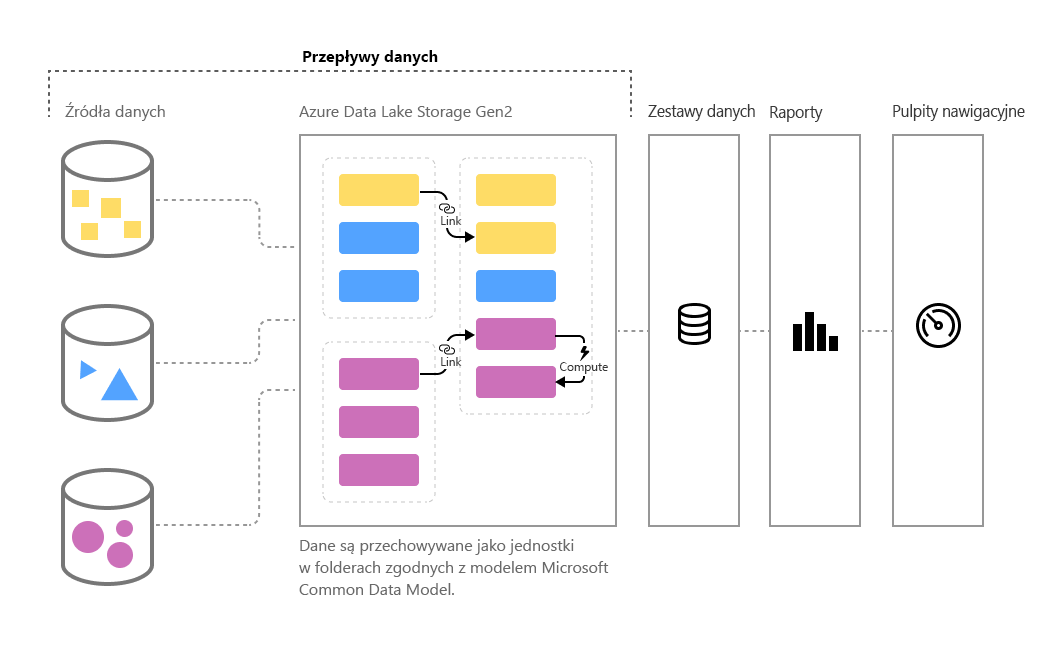 Przepływy danych
Źródła danych
Azure Data Lake Storage Gen2
Zestawy danych
Raporty
Pulpity nawigacyjne
Link
Link
Compute
Dane są przechowywane jako jednostki
w folderach zgodnych z modelem Microsoft
Common Data Model.